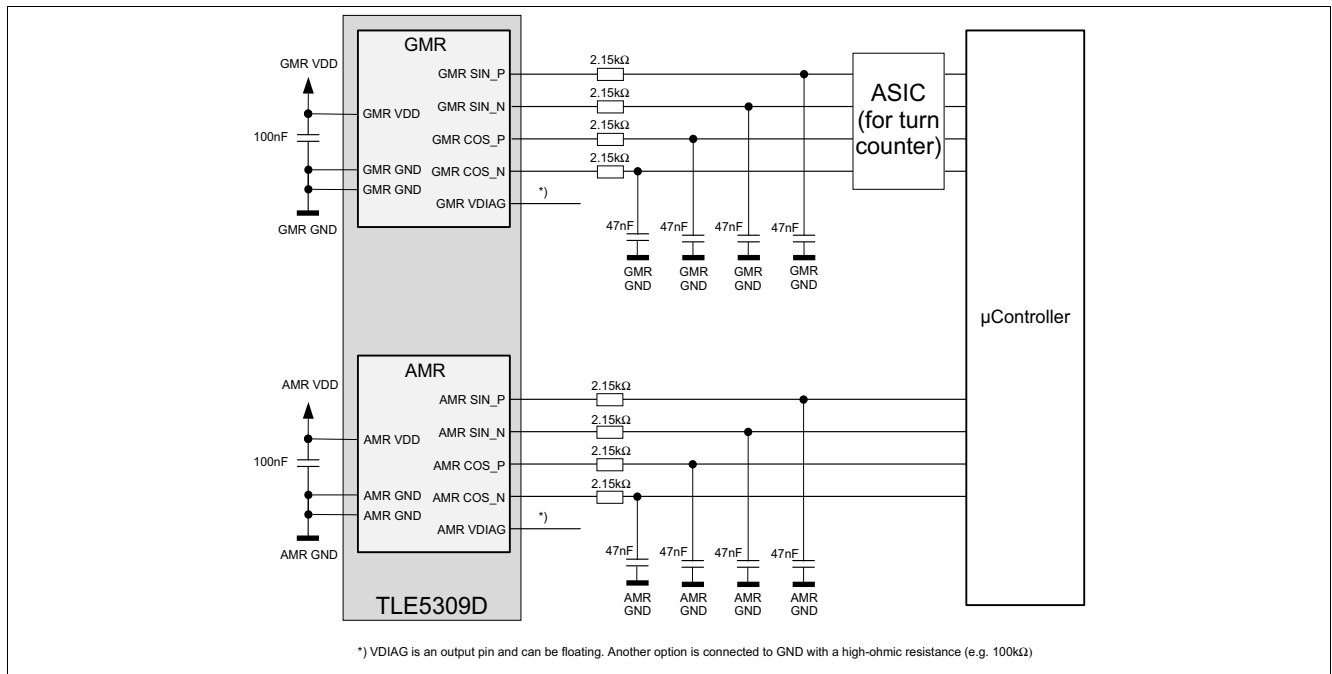 GMR
GMR VDD
GMR SIN_P
GMR SIN_N
GMR VDD
GMR COS_P
100nF
GMR GND
GMR COS_N
GMR GND
GMR VDIAG
*)
GMR GND
2.15kΩ
2.15kΩ
2.15kΩ
2.15kΩ
ASIC
(for turn
counter)
47nF
47nF
47nF
47nF
GMR
GND
GMR
GND
GMR
GND
GMR
GND
µController
AMR
AMR VDD
AMR SIN_P
AMR SIN_N
AMR VDD
AMR COS_P
100nF
AMR GND
AMR COS_N
AMR GND
AMR VDIAG
*)
AMR GND
2.15kΩ
2.15kΩ
2.15kΩ
2.15kΩ
47nF
47nF
47nF
47nF
AMR
GND
AMR
GND
AMR
GND
AMR
GND
TLE5309D
*) VDIAG is an output pin and can be floating. Another option is connected to GND with a high-ohmic resistance (e.g. 100kΩ)